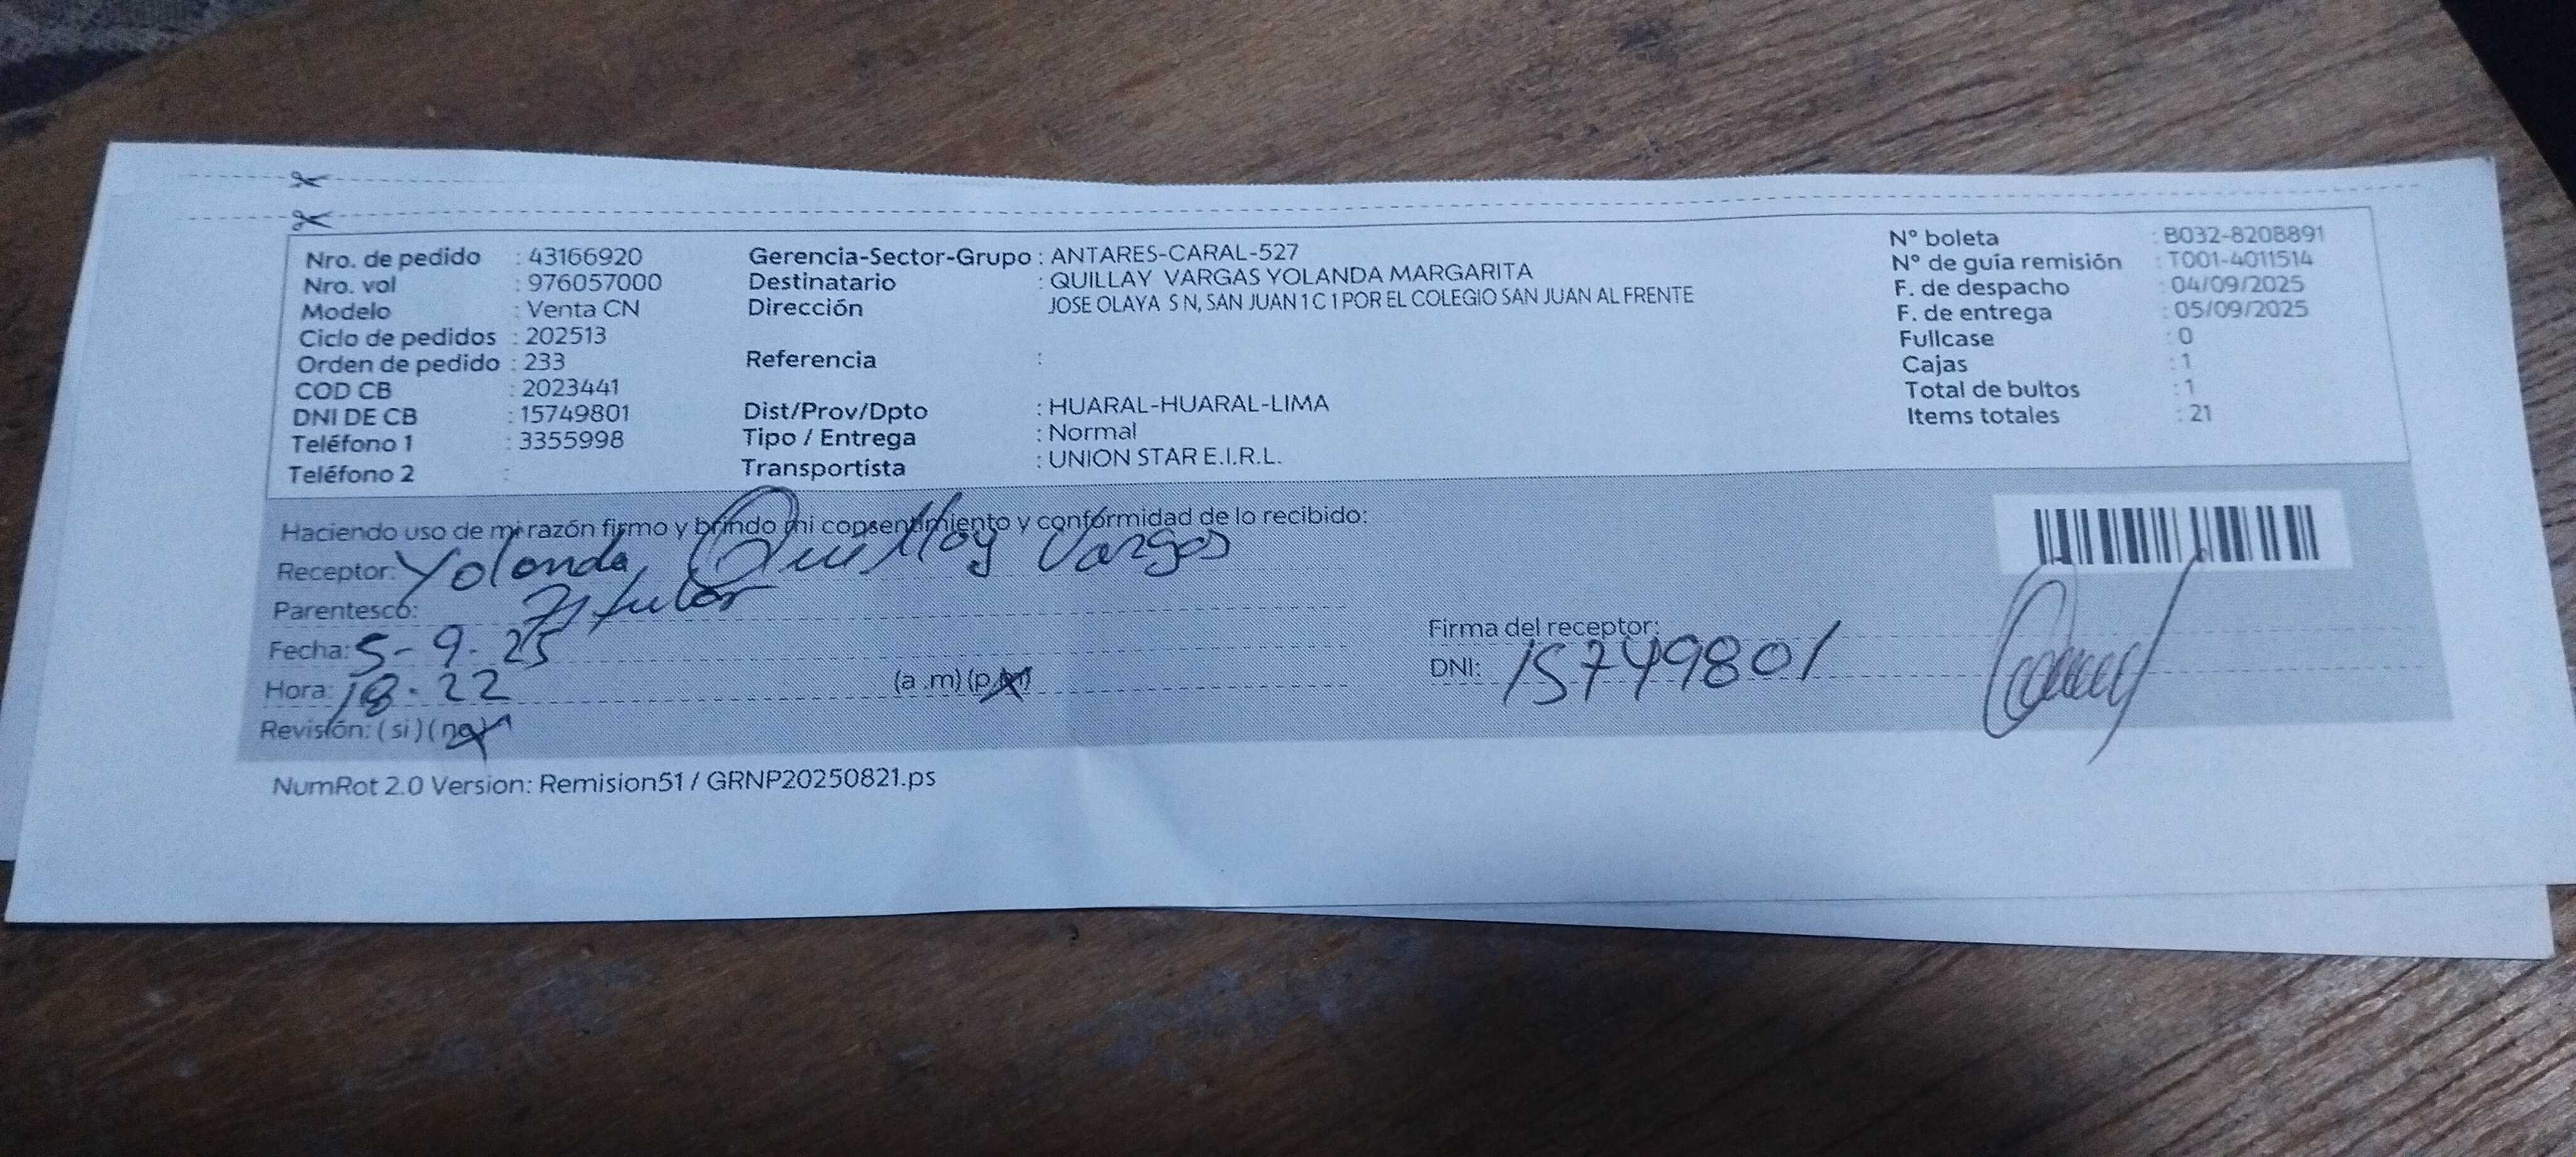 Nro. de pedido : 43166920
Nro. vol : 976057000
Modelo : Venta CN
Ciclo de pedidos : 202513
Orden de pedido : 233
COD CB : 2023441
DNI DE CB : 15749801
Teléfono 1 : 3355998
Teléfono 2 :
Gerencia-Sector-Grupo : ANTARES-CARAL-527
Destinatario : QUILLAY VARGAS YOLANDA MARGARITA
Dirección JOSE OLAYA S N, SAN JUAN 1 C 1 POR EL COLEGIO SAN JUAN AL FRENTE
Referencia :
Dist/Prov/Dpto : HUARAL-HUARAL-LIMA
Tipo / Entrega : Normal
Transportista : UNION STAR E.I.R.L.
N° boleta : B032-8208891
N° de guía remisión : T001-4011514
F. de despacho : 04/09/2025
F. de entrega : 05/09/2025
Fullcase : 0
Cajas : 1
Total de bultos : 1
Items totales : 21
Haciendo uso de mi razón firmo y brindo mi consentimiento y conformidad de lo recibido:
Receptor: Yolanda Quillay Vargas
Parentesco: Titular
Fecha: 5-9-25
Hora: 18.22 (a.m) (p.m)
Revisión: (si) (no)
Firma del receptor:
DNI: 15749801
NumRot 2.0 Version: Remision51 / GRNP20250821.ps